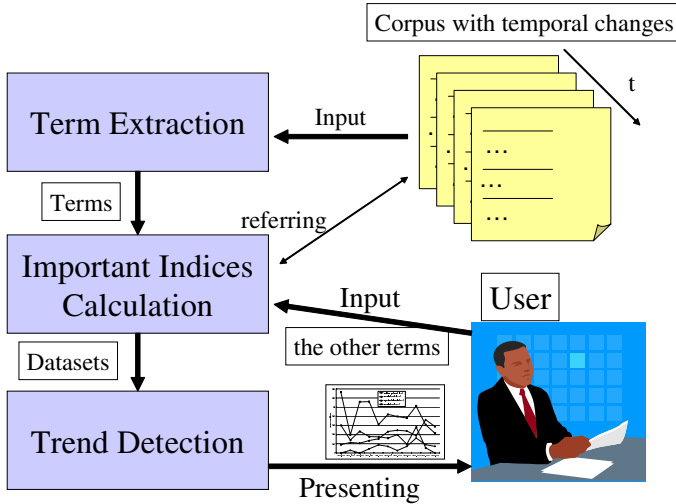 Corpus with temporal changes
t
Term Extraction
Input
Terms
referring
Important Indices
Calculation
Input
User
the other terms
Datasets
Trend Detection
Presenting